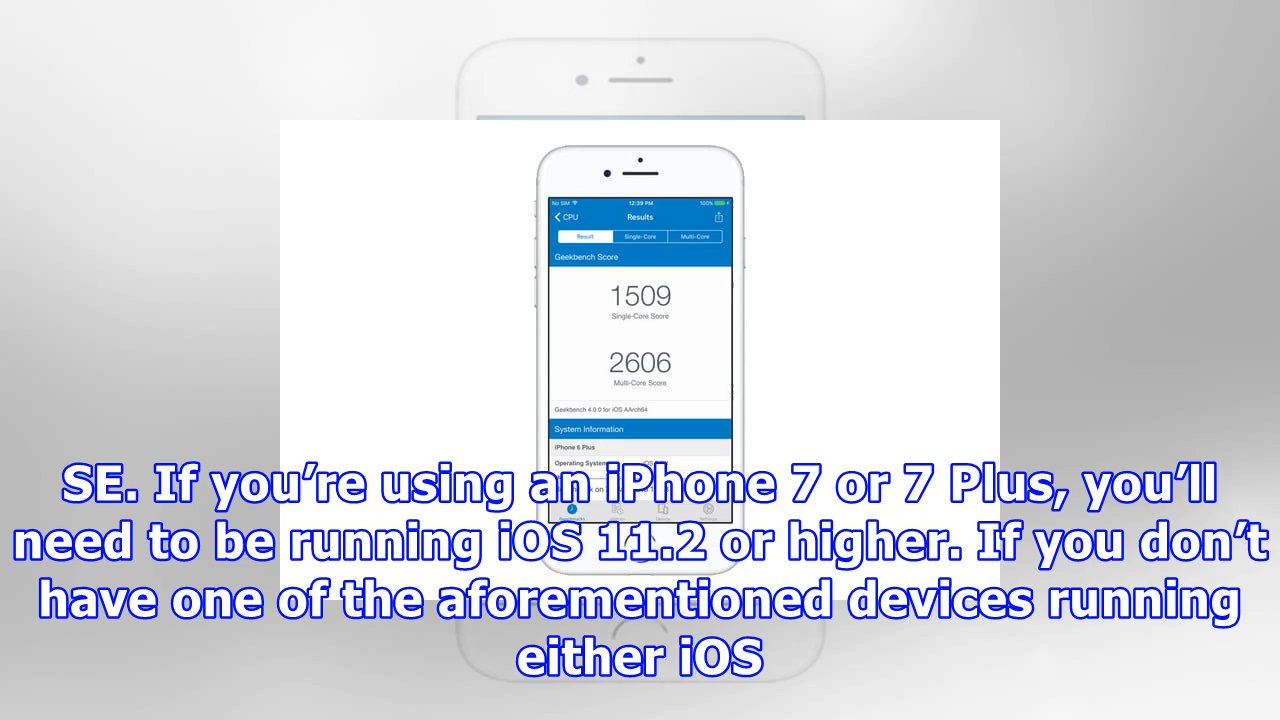 No SIM 12:39 PM 100%
CPU Results
Result Single-Core Multi-Core
Geekbench Score
1509
Single-Core Score
2606
Multi-Core Score
Geekbench 4.0.0 for iOS AArch64
System Information
iPhone 6 Plus
Operating System
SE. If you’re using an iPhone 7 or 7 Plus, you’ll
need to be running iOS 11.2 or higher. If you don’t
have one of the aforementioned devices running
either iOS